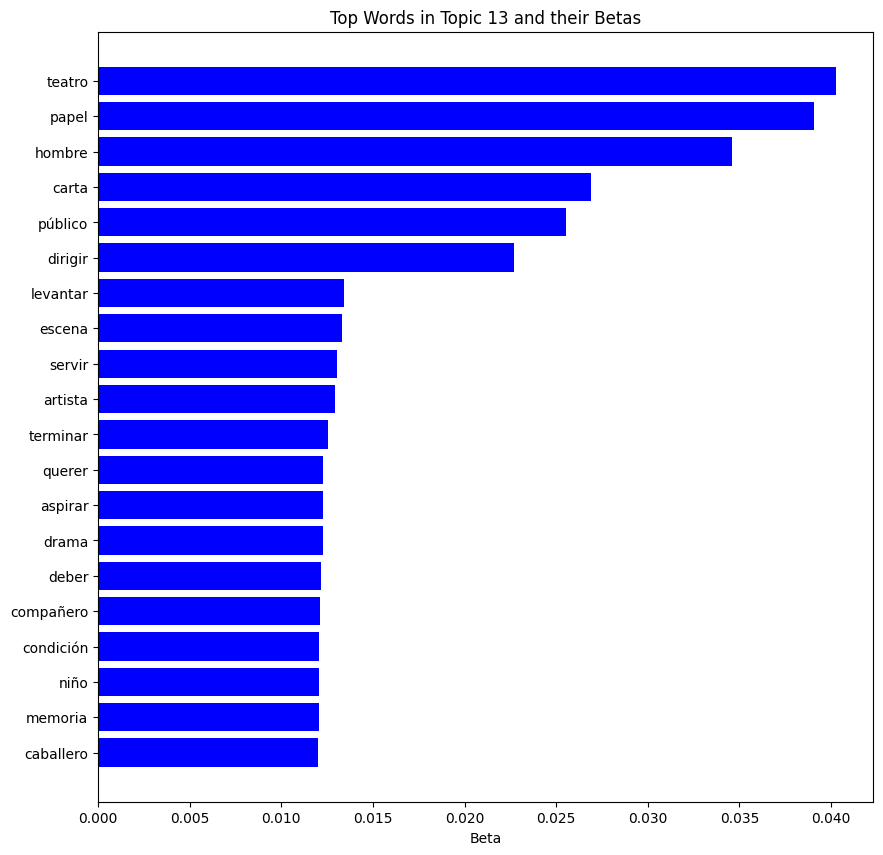 Top Words in Topic 13 and their Betas
teatro
papel
hombre
carta
público
dirigir
levantar
escena
servir
artista
terminar
querer
aspirar
drama
deber
compañero
condición
niño
memoria
caballero
0.000 0.005 0.010 0.015 0.020 0.025 0.030 0.035 0.040
Beta